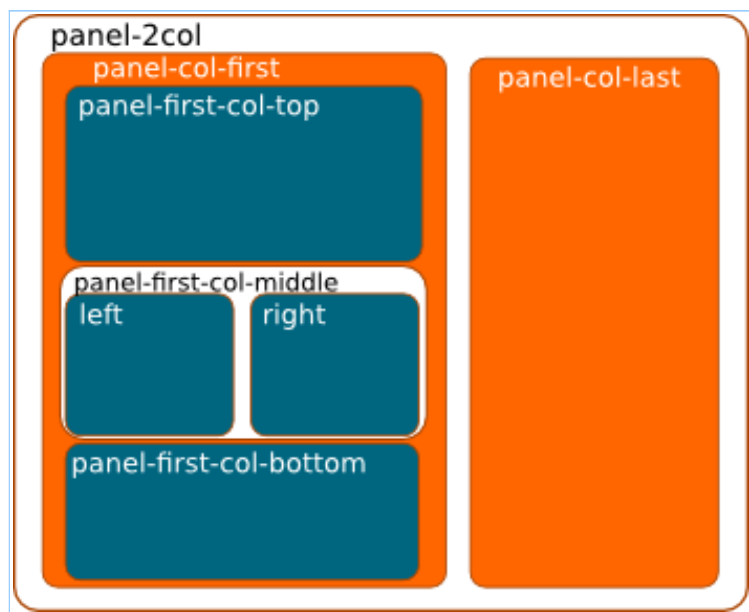 panel-2col
panel-col-first
panel-first-col-top
panel-first-col-middle
left
right
panel-first-col-bottom
panel-col-last